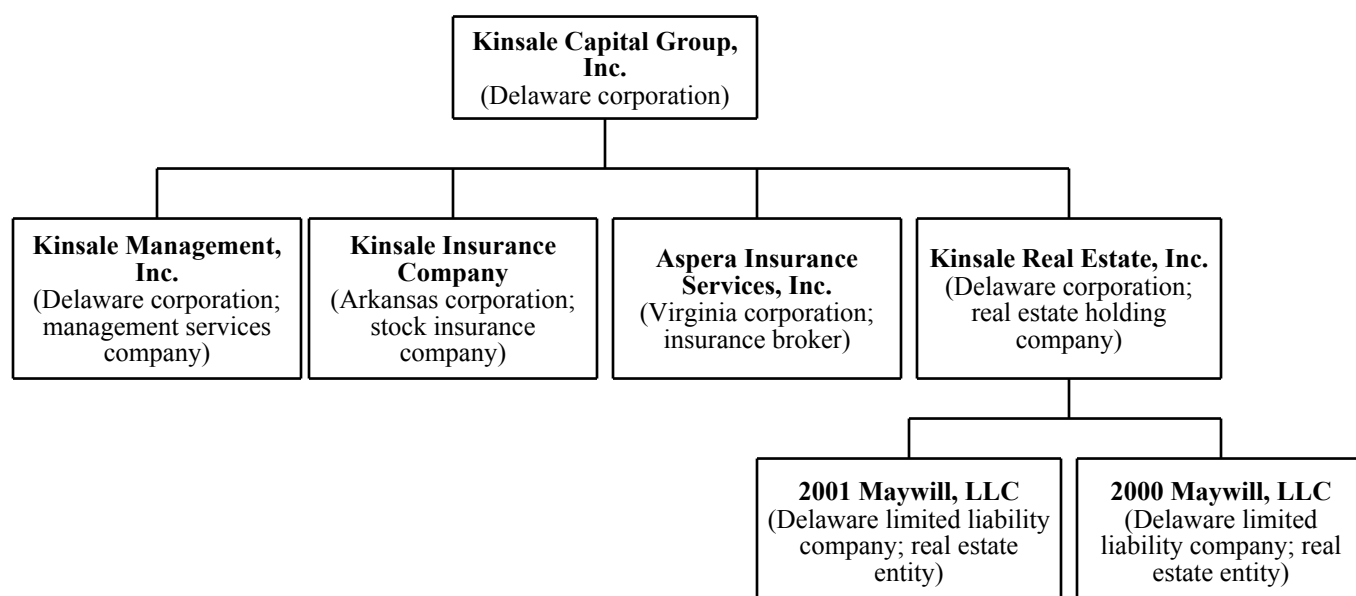 Kinsale Capital Group,
Inc.
(Delaware corporation)
Kinsale Management,
Inc.
(Delaware corporation;
management services
company)
Kinsale Insurance
Company
(Arkansas corporation;
stock insurance
company)
Aspera Insurance
Services, Inc.
(Virginia corporation;
insurance broker)
Kinsale Real Estate, Inc.
(Delaware corporation;
real estate holding
company)
2001 Maywill, LLC
(Delaware limited liability
company; real estate
entity)
2000 Maywill, LLC
(Delaware limited
liability company; real
estate entity)